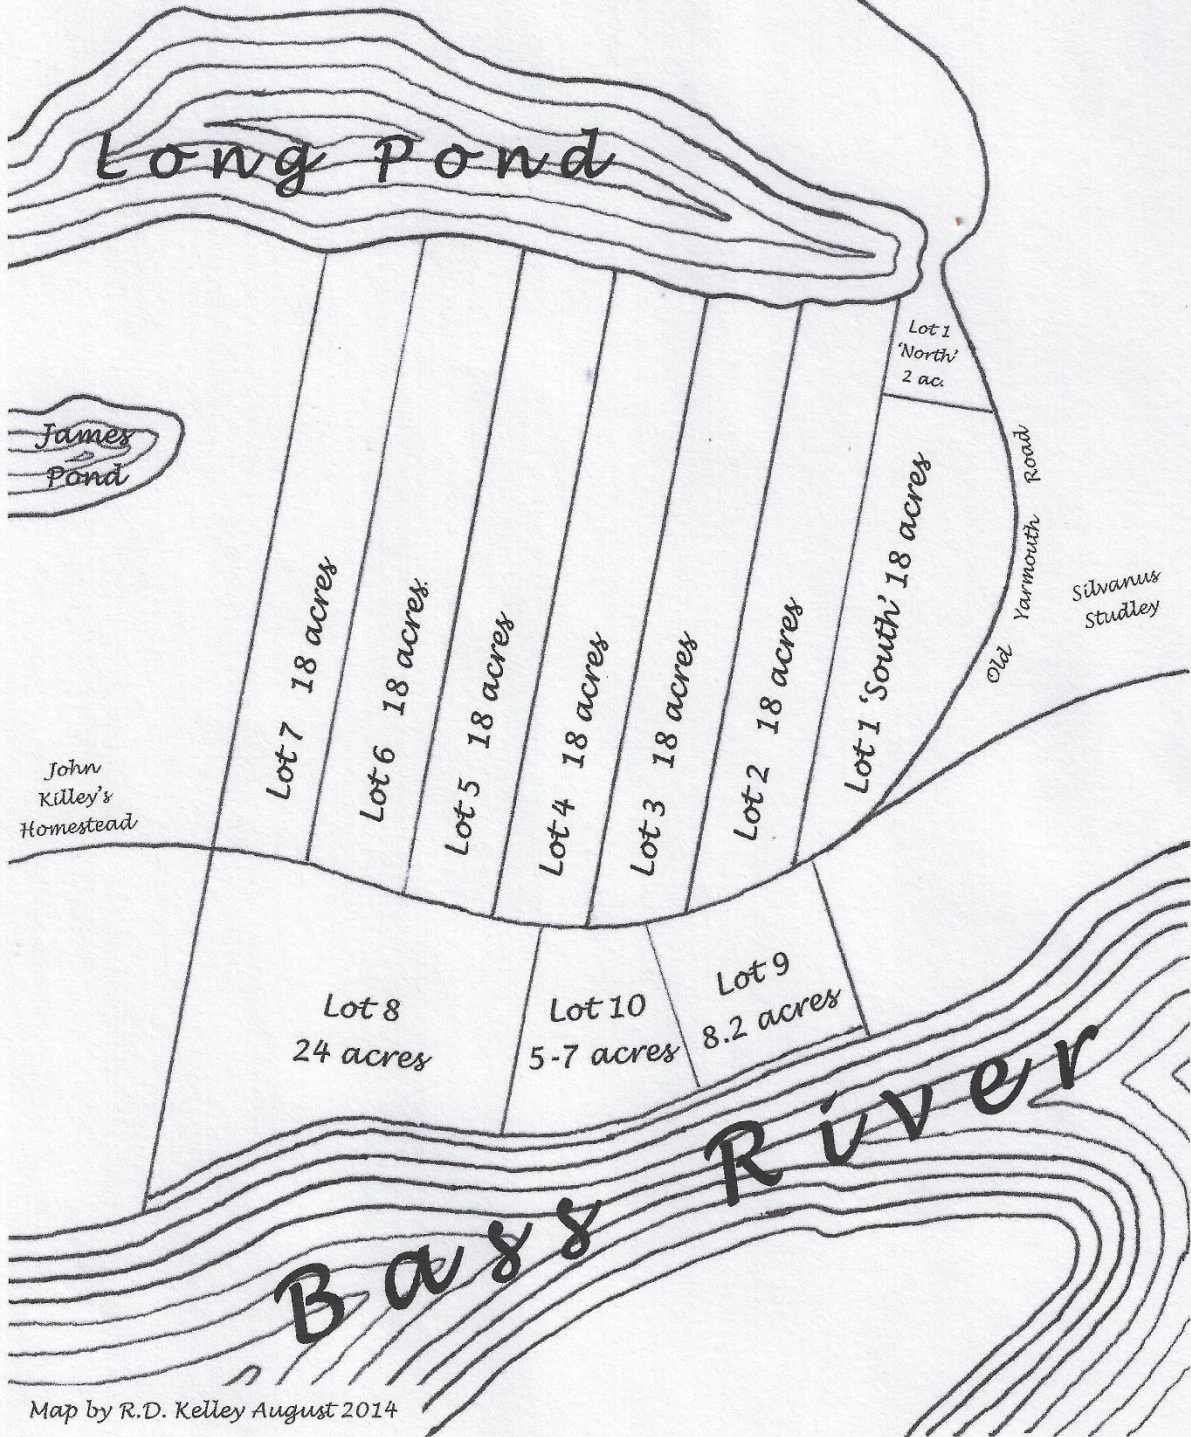 Long Pond
Lot 1
'North'
2 ac.
James
Pond
Old Yarmouth Road
Silvanus
Studley
John
Killey's
Homestead
Lot 7 18 acres
Lot 6 18 acres
Lot 5 18 acres
Lot 4 18 acres
Lot 3 18 acres
Lot 2 18 acres
Lot 1 'South' 18 acres
Lot 8
24 acres
Lot 10
5-7 acres
Lot 9
8.2 acres
Bass River
Map by R.D. Kelley August 2014